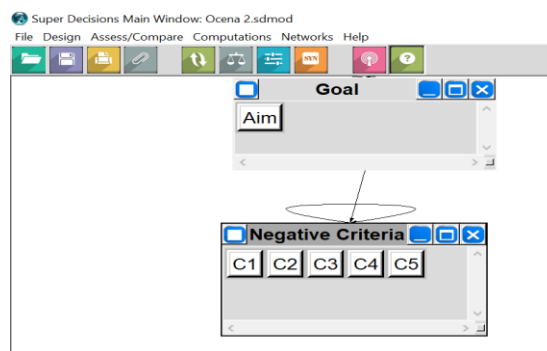 Super Decisions Main Window: Ocena 2.sdmod
File Design Assess/Compare Computations Networks Help
SYN ?
Goal
Aim
Negative Criteria
C1 C2 C3 C4 C5